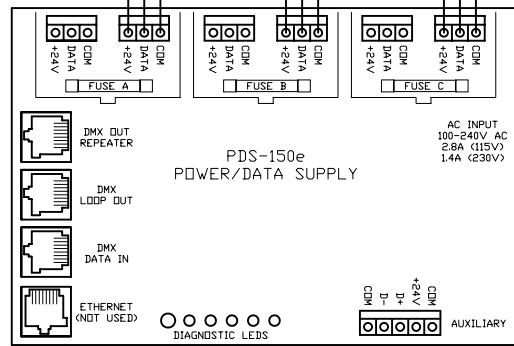 +24V DATA COM +24V DATA COM
FUSE A
+24V DATA COM +24V DATA COM
FUSE B
+24V DATA COM +24V DATA COM
FUSE C
DMX OUT
REPEATER
DMX
LOOP OUT
DMX
DATA IN
ETHERNET
(NOT USED)
PDS-150e
POWER/DATA SUPPLY
AC INPUT
100-240V AC
2.8A (115V)
1.4A (230V)
DIAGNOSTIC LEDS
COM D- D+ +24V COM
AUXILIARY